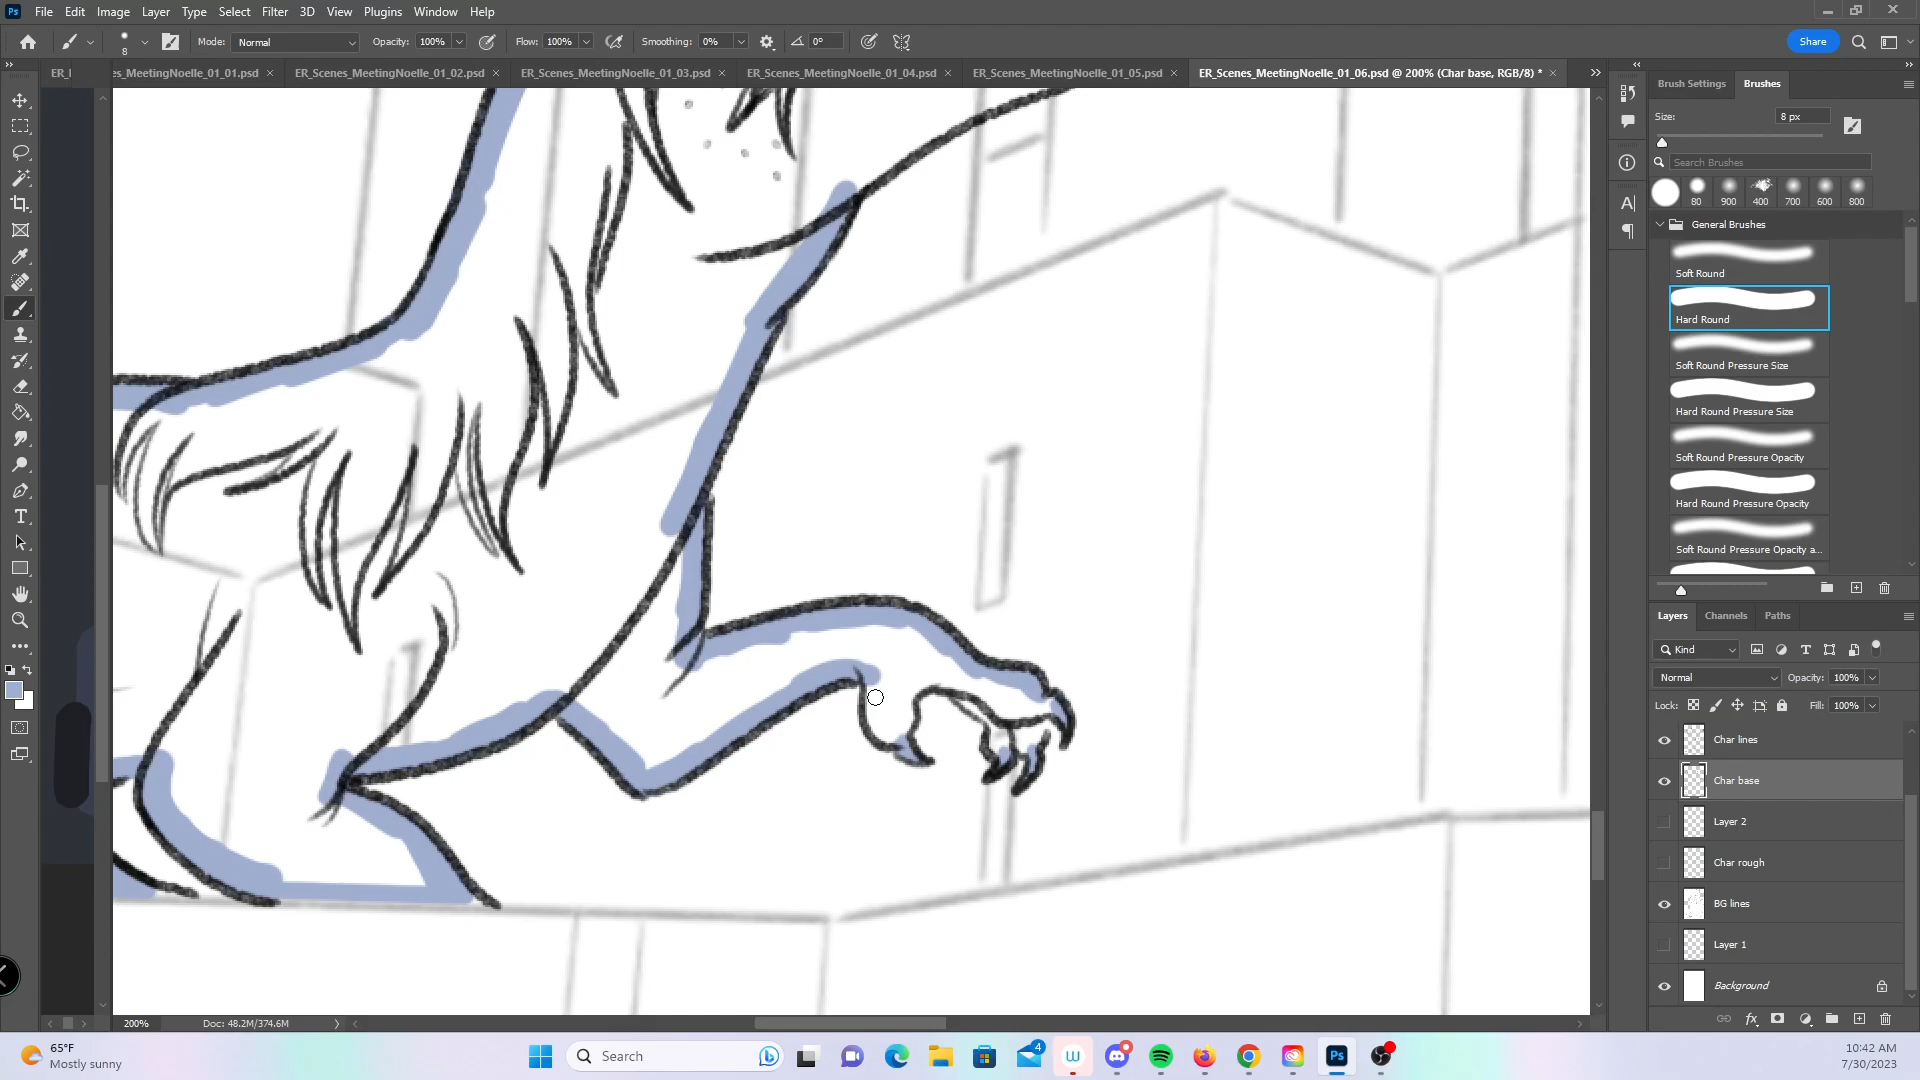 Ps File Edit Image Layer Type Select Filter 3D View Plugins Window Help
8 Mode: Normal Opacity: 100% Flow: 100% Smoothing: 0% 0° Share
ER_I es_MeetingNoelle_01_01.psd × ER_Scenes_MeetingNoelle_01_02.psd × ER_Scenes_MeetingNoelle_01_03.psd × ER_Scenes_MeetingNoelle_01_04.psd × ER_Scenes_MeetingNoelle_01_05.psd × ER_Scenes_MeetingNoelle_01_06.psd @ 200% (Char base, RGB/8) * ×
Brush Settings Brushes
Size: 8 px
Search Brushes
80 900 400 700 600 800
General Brushes
Soft Round
Hard Round
Soft Round Pressure Size
Hard Round Pressure Size
Soft Round Pressure Opacity
Hard Round Pressure Opacity
Soft Round Pressure Opacity a...
Layers Channels Paths
Kind
Normal Opacity: 100%
Lock: Fill: 100%
Char lines
Char base
Layer 2
Char rough
BG lines
Layer 1
Background
200% Doc: 48.2M/374.6M
65°F
Mostly sunny
Search
4
Ps
10:42 AM
7/30/2023